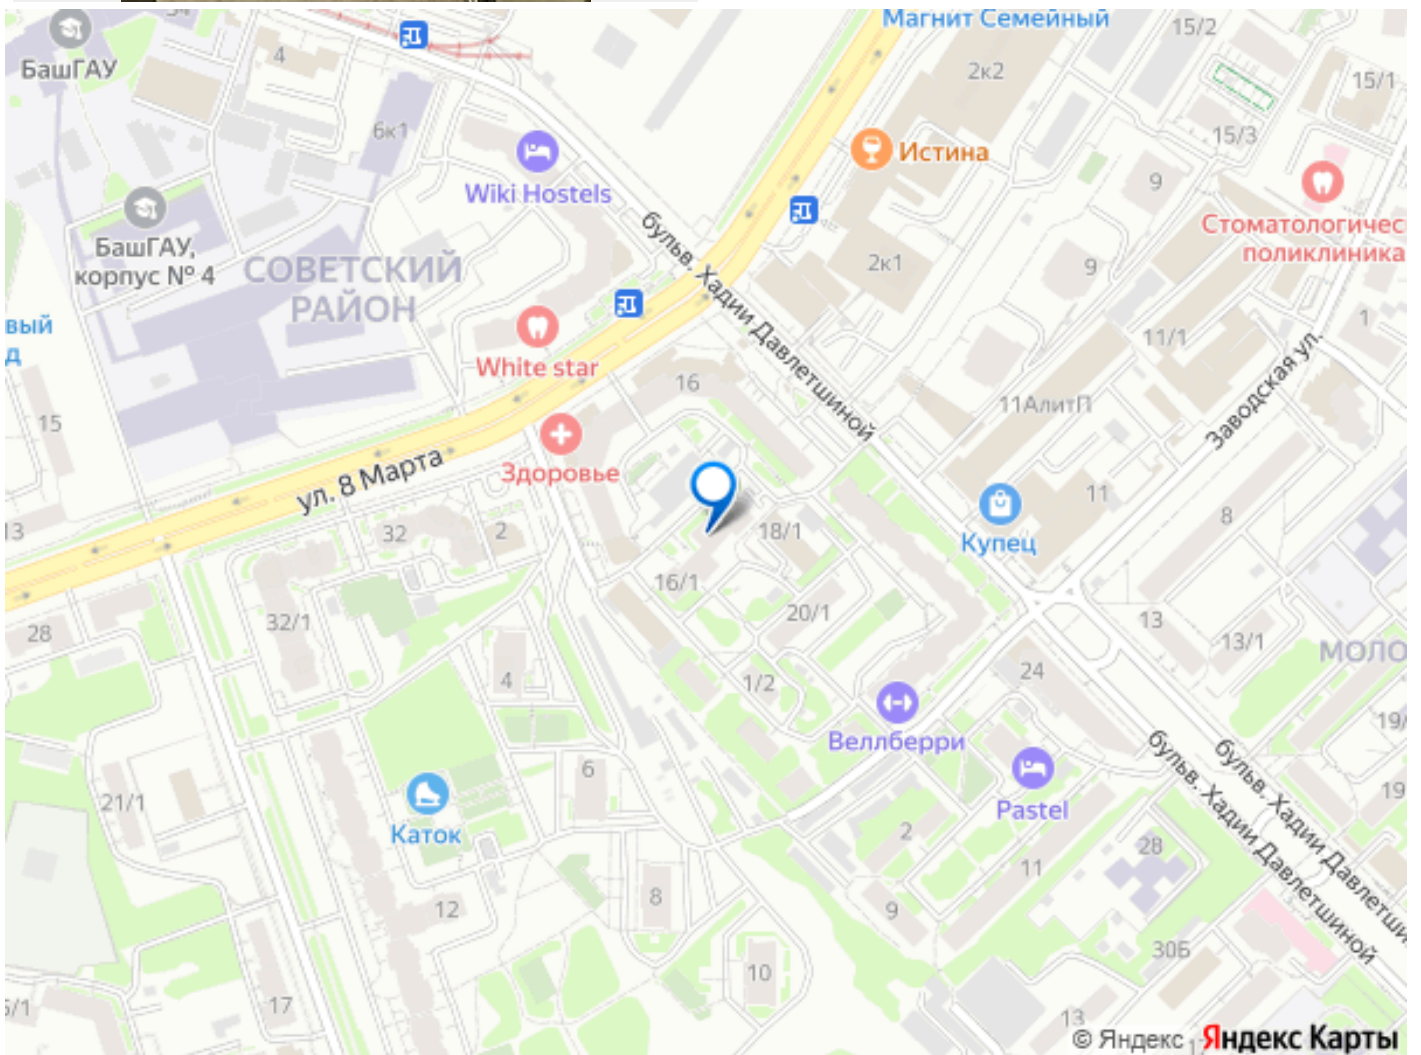 Магнит Семейный
15/2
БашГАУ
4
2к2
15/1
6к1
15/3
Истина
Wiki Hostels
9
Стоматологичес
поликлиника
БашГАУ,
корпус № 4
СОВЕТСКИЙ
РАЙОН
бульв. Хадии Давлетшиной
2к1
9
вый
д
1
11/1
White star
16
15
11АлитП
Заводская ул.
ул. 8 Марта
Здоровье
11
8
13
32
2
18/1
Купец
16/1
20/1
28
32/1
13
13/1
МОЛО
4
1/2
24
19/
Веллберри
бульв. Хадии Давлетшиной
бульв. Хадии Давлетши
6
Pastel
21/1
19
Каток
2
28
11
8
12
9
30Б
10
17
5/1
13
© Яндекс
Яндекс Карты